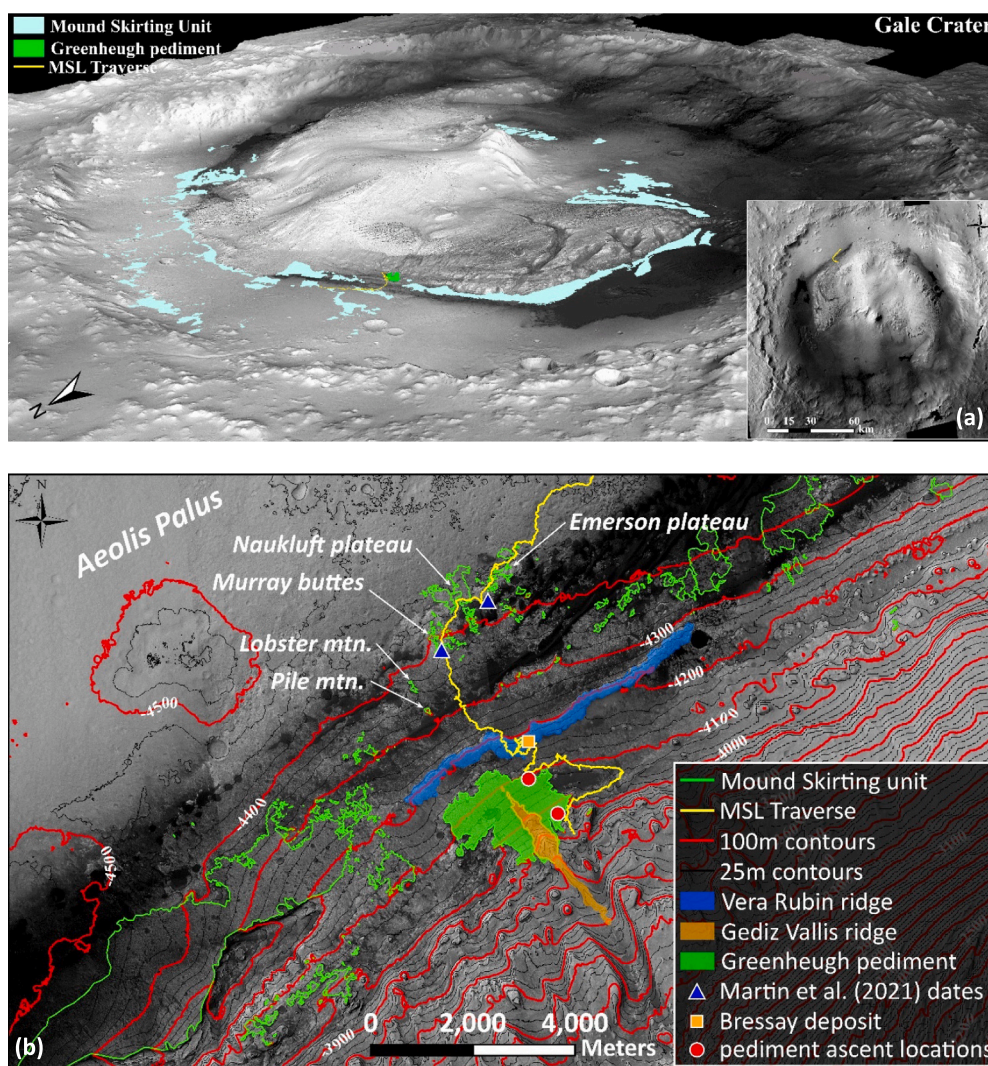 Mound Skirting Unit
Greenheugh pediment
MSL Traverse
Gale Crater
N
0 15 30 60
km
(a)
N
Aeolis Palus
Emerson plateau
Naukluft plateau
Murray buttes
Lobster mtn.
Pile mtn.
-4500
-4300
-4200
-4100
-4000
-4400
-4500
-3900
0 2,000 4,000
Meters
(b)
Mound Skirting unit
MSL Traverse
100m contours
25m contours
Vera Rubin ridge
Gediz Vallis ridge
Greenheugh pediment
Martin et al. (2021) dates
Bressay deposit
pediment ascent locations